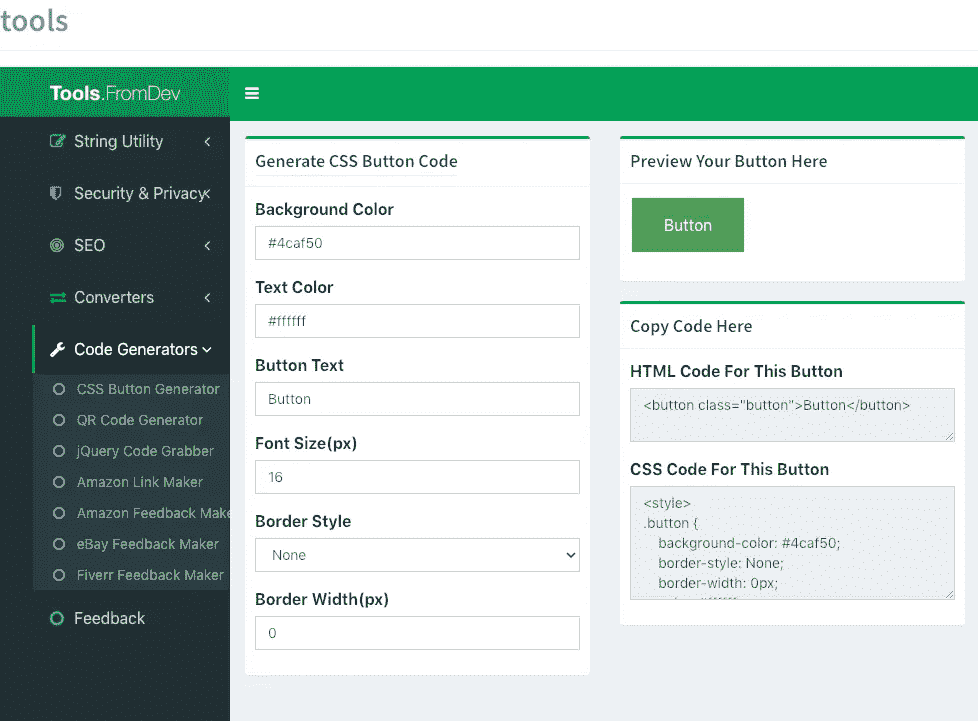 tools
Tools.FromDev
String Utility
Security & Privacy
SEO
Converters
Code Generators
CSS Button Generator
QR Code Generator
jQuery Code Grabber
Amazon Link Maker
Amazon Feedback Make
eBay Feedback Maker
Fiverr Feedback Maker
Feedback
Generate CSS Button Code
Background Color
#4caf50
Text Color
#ffffff
Button Text
Button
Font Size(px)
16
Border Style
None
Border Width(px)
0
Preview Your Button Here
Button
Copy Code Here
HTML Code For This Button
<button class="button">Button</button>
CSS Code For This Button
<style>
.button {
background-color: #4caf50;
border-style: None;
border-width: 0px;